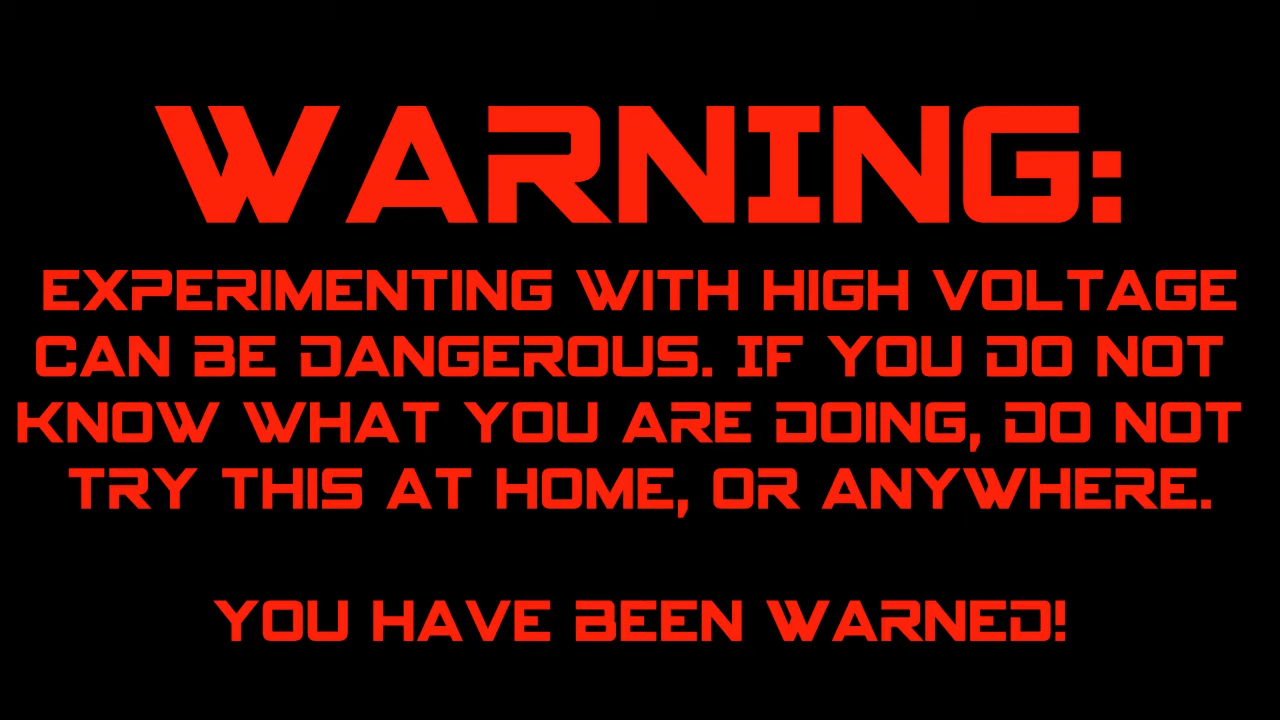 WARNING:
EXPERIMENTING WITH HIGH VOLTAGE
CAN BE DANGEROUS. IF YOU DO NOT
KNOW WHAT YOU ARE DOING, DO NOT
TRY THIS AT HOME, OR ANYWHERE.
YOU HAVE BEEN WARNED!